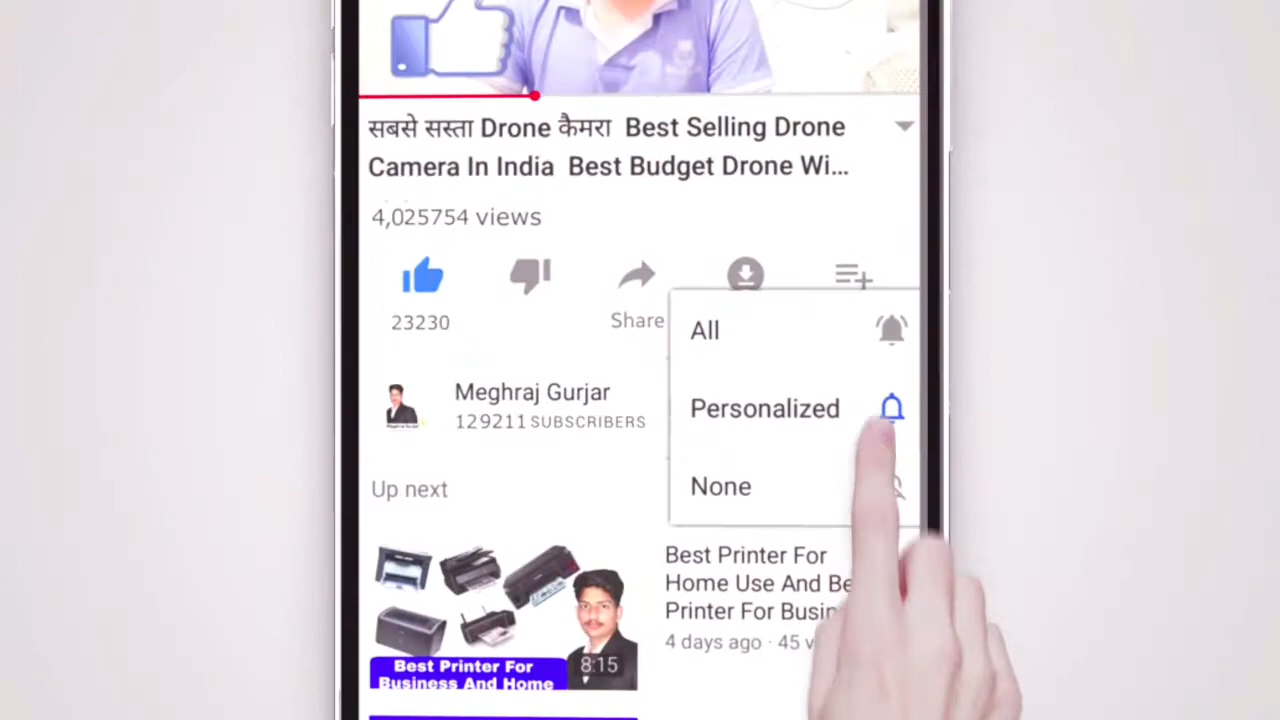 सबसे सस्ता Drone कैमरा Best Selling Drone
Camera In India Best Budget Drone Wi...
4,025754 views
23230
Share
All
Personalized
None
Meghraj Gurjar
129211 SUBSCRIBERS
Up next
Best Printer For
Business And Home
8:15
Best Printer For
Home Use And Be
Printer For Busin
4 days ago · 45 v